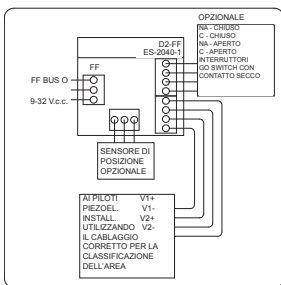 OPZIONALE
NA - CHIUSO
C - CHIUSO
NA - APERTO
C - APERTO
INTERRUTTORI
GO SWITCH CON
CONTATTO SECCO
D2-FF
ES-2040-1
FF
FF BUS O
9-32 V.c.c.
SENSORE DI
POSIZIONE
OPZIONALE
AI PILOTI V1+
PIEZOEL. V1-
INSTALL. V2+
UTILIZZANDO V2-
IL CABLAGGIO
CORRETTO PER LA
CLASSIFICAZIONE
DELL'AREA